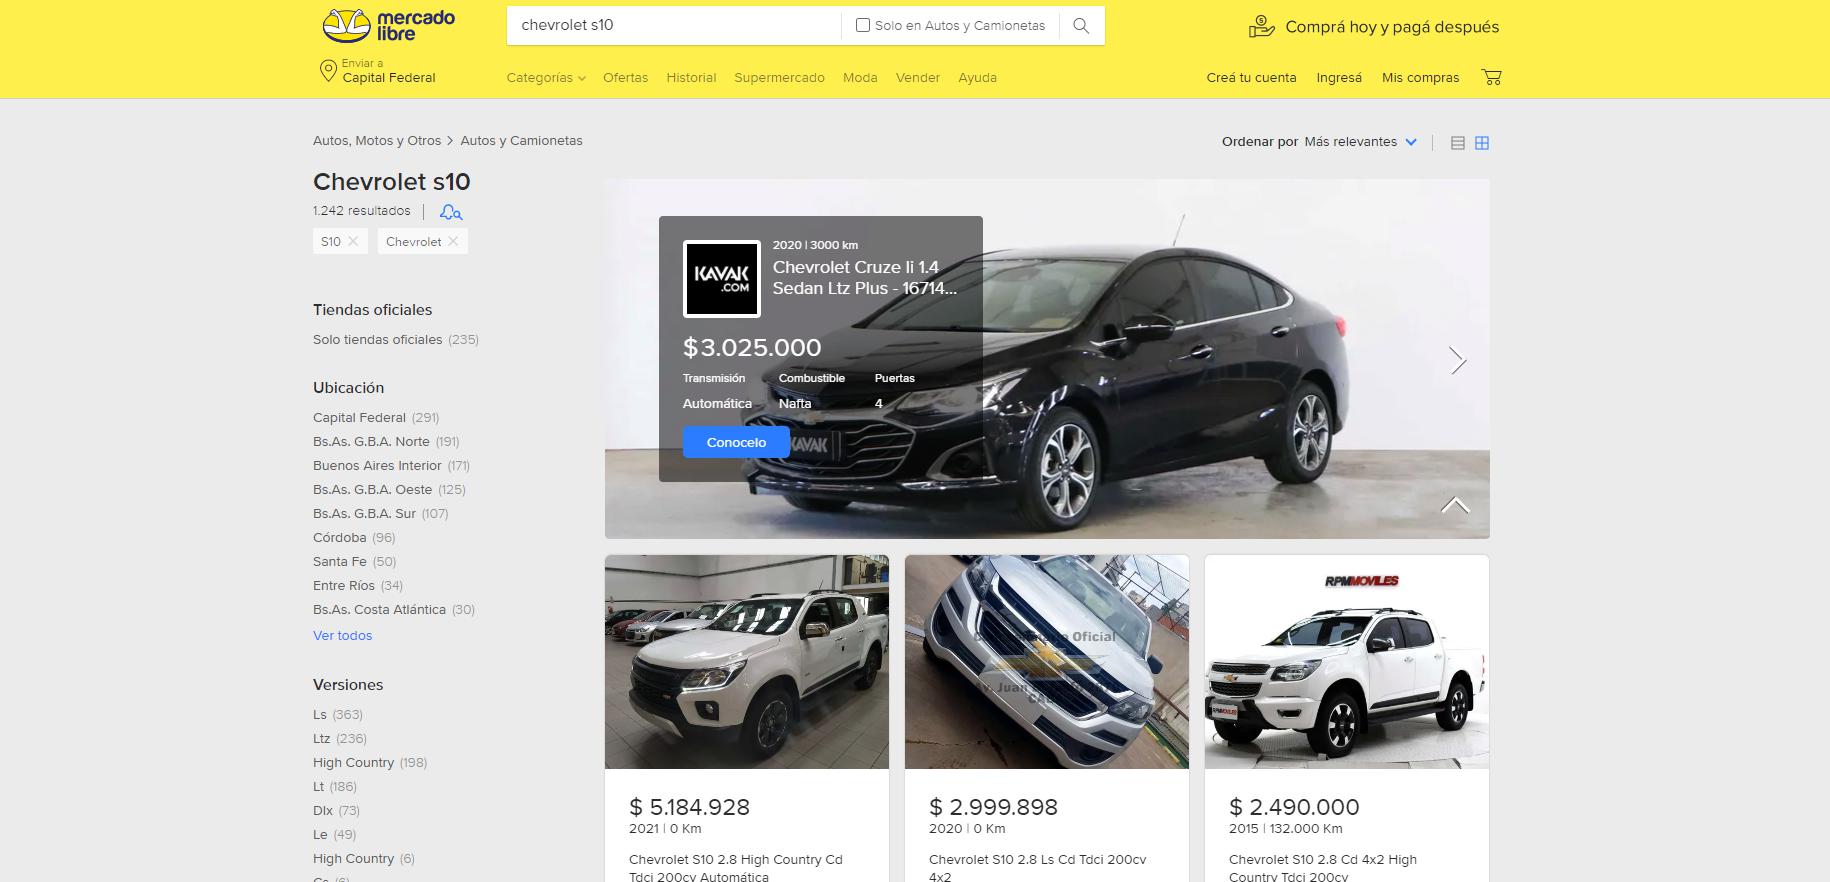 mercado
libre
chevrolet s10
Solo en Autos y Camionetas
Comprá hoy y pagá después
Enviar a
Capital Federal
Categorías
Ofertas
Historial
Supermercado
Moda
Vender
Ayuda
Creá tu cuenta
Ingresá
Mis compras
Autos, Motos y Otros > Autos y Camionetas
Ordenar por Más relevantes
Chevrolet s10
1.242 resultados
S10
Chevrolet
Tiendas oficiales
Solo tiendas oficiales (235)
Ubicación
Capital Federal (291)
Bs.As. G.B.A. Norte (191)
Buenos Aires Interior (171)
Bs.As. G.B.A. Oeste (125)
Bs.As. G.B.A. Sur (107)
Córdoba (96)
Santa Fe (50)
Entre Ríos (34)
Bs.As. Costa Atlántica (30)
Ver todos
Versiones
Ls (363)
Ltz (236)
High Country (198)
Lt (186)
Dlx (73)
Le (49)
High Country (6)
KAVAK
.COM
2020 | 3000 km
Chevrolet Cruze Ii 1.4
Sedan Ltz Plus - 16714...
$3.025.000
Transmisión Combustible Puertas
Automática Nafta 4
Conocelo
KAVAK
Oficial
Av. Juan
RPMMOVILES
RPMMOVILES
$ 5.184.928
2021 | 0 Km
Chevrolet S10 2.8 High Country Cd
Tdci 200cv Automática
$ 2.999.898
2020 | 0 Km
Chevrolet S10 2.8 Ls Cd Tdci 200cv
4x2
$ 2.490.000
2015 | 132.000 Km
Chevrolet S10 2.8 Cd 4x2 High
Country Tdci 200cv